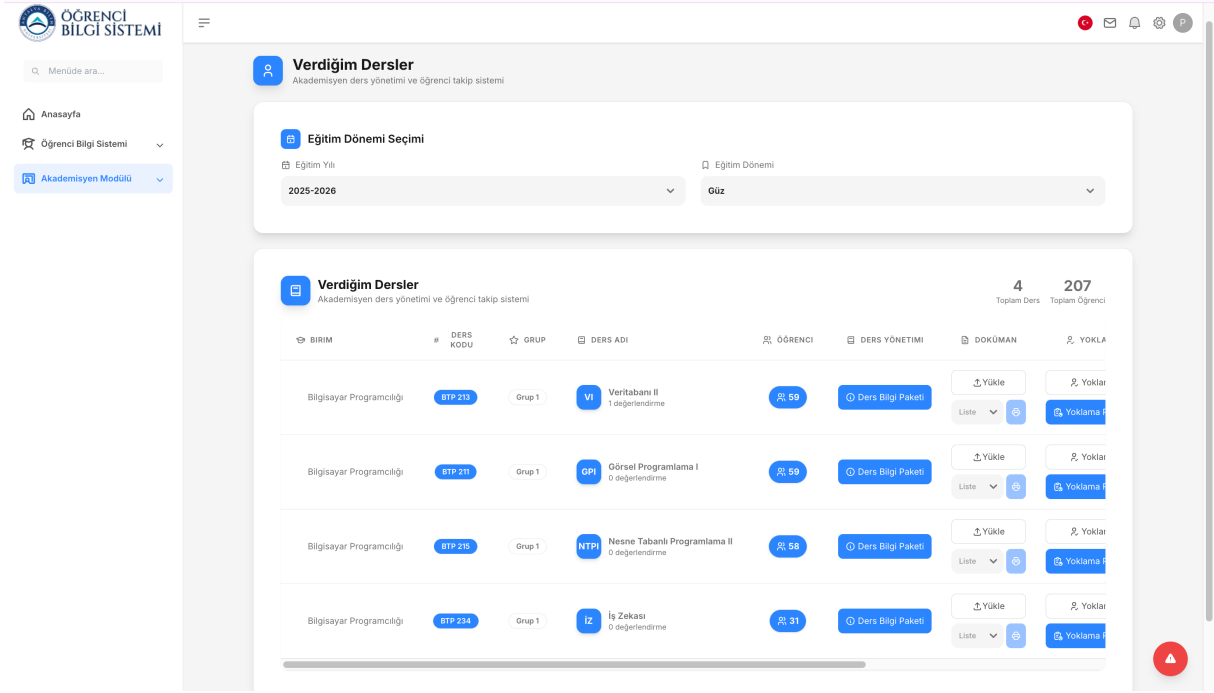 ÖĞRENCİ
BİLGİ SİSTEMİ
Menüde ara...
Anasayfa
Öğrenci Bilgi Sistemi
Akademisyen Modülü
P
Verdiğim Dersler
Akademisyen ders yönetimi ve öğrenci takip sistemi
Eğitim Dönemi Seçimi
Eğitim Yılı
Eğitim Dönemi
2025-2026
Güz
Verdiğim Dersler
Akademisyen ders yönetimi ve öğrenci takip sistemi
4
Toplam Ders
207
Toplam Öğrenci
BIRIM
# DERS KODU
GRUP
DERS ADI
ÖĞRENCI
DERS YÖNETIMI
DOKÜMAN
YOKLA
Bilgisayar Programcılığı
BTP 213
Grup 1
VI
Veritabanı II
1 değerlendirme
59
Ders Bilgi Paketi
Yükle
Liste
Yoklar
Yoklama R
Bilgisayar Programcılığı
BTP 211
Grup 1
GPI
Görsel Programlama I
0 değerlendirme
59
Ders Bilgi Paketi
Yükle
Liste
Yoklar
Yoklama R
Bilgisayar Programcılığı
BTP 215
Grup 1
NTPI
Nesne Tabanlı Programlama II
0 değerlendirme
58
Ders Bilgi Paketi
Yükle
Liste
Yoklar
Yoklama R
Bilgisayar Programcılığı
BTP 234
Grup 1
İZ
İş Zekası
0 değerlendirme
31
Ders Bilgi Paketi
Yükle
Liste
Yoklar
Yoklama R